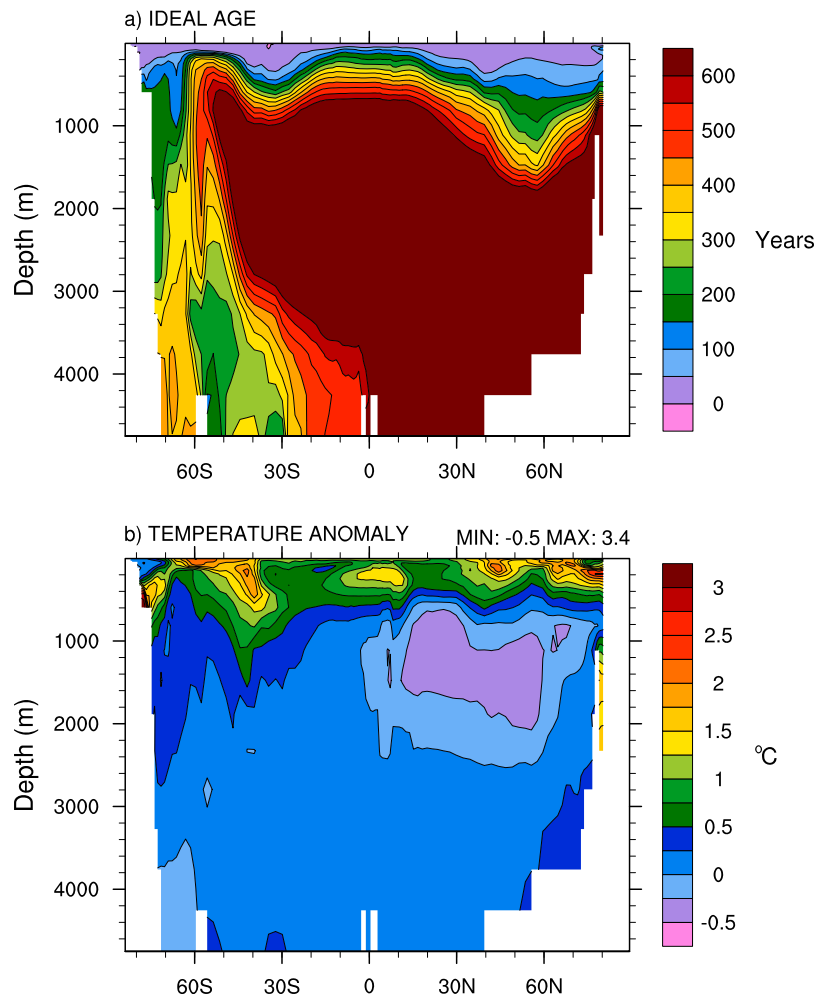 a) IDEAL AGE
1000
2000
3000
4000
Depth (m)
60S 30S 0 30N 60N
600
500
400
300
200
100
0
Years
b) TEMPERATURE ANOMALY MIN: -0.5 MAX: 3.4
1000
2000
3000
4000
Depth (m)
60S 30S 0 30N 60N
3
2.5
2
1.5
1
0.5
0
-0.5
°C